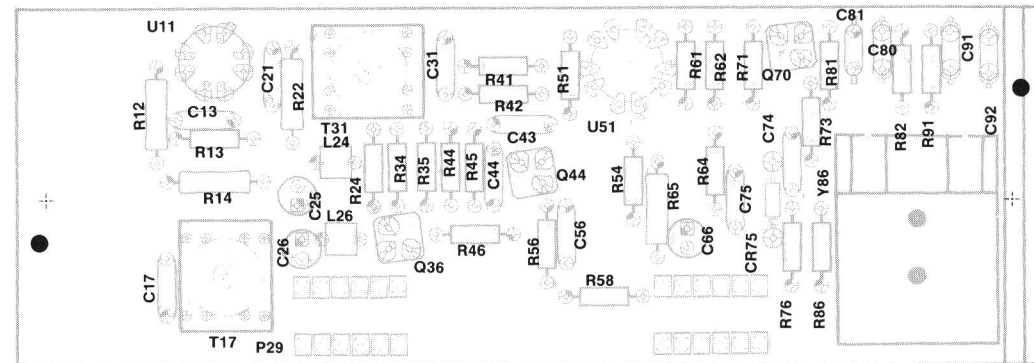 U11
C81
C80
C91
R12
C21
R22
C31
R41
R42
R51
R61
R62
R71
Q70
R81
R82
R91
C92
C13
R13
T31
L24
C43
U51
C74
R73
R14
R24
R34
R35
R44
R45
C44
Q44
R54
R65
R64
C75
Y86
C25
L26
C26
Q36
R46
R56
C56
C66
CR75
C17
R58
R76
R86
T17
P29